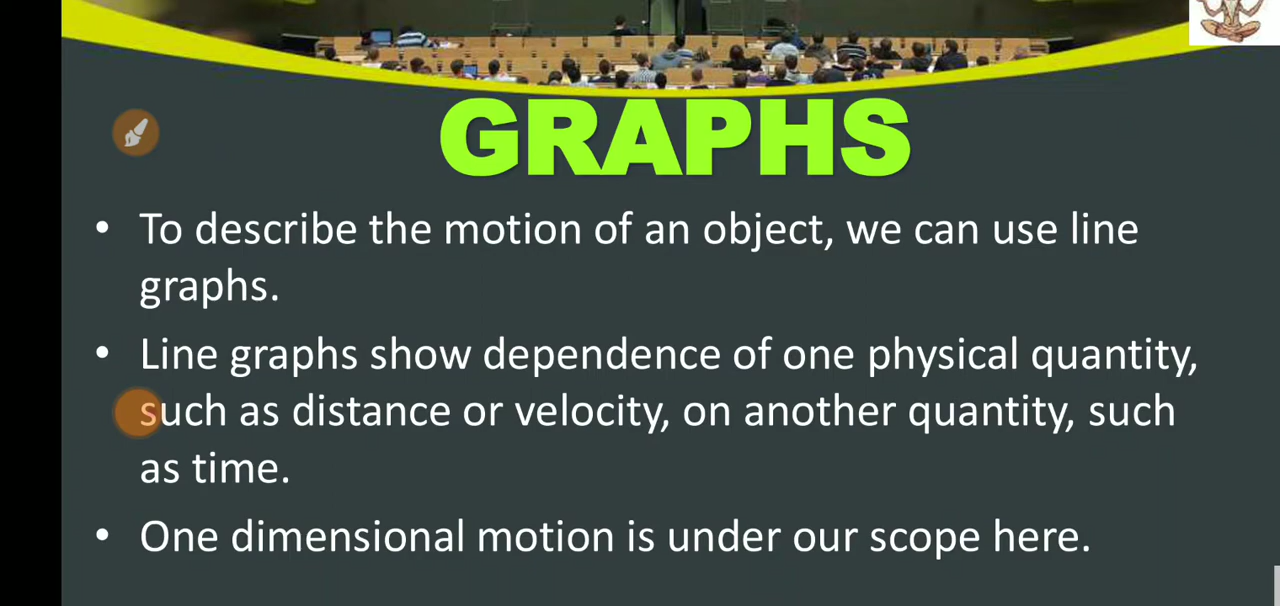 GRAPHS
• To describe the motion of an object, we can use line
graphs.
• Line graphs show dependence of one physical quantity,
such as distance or velocity, on another quantity, such
as time.
• One dimensional motion is under our scope here.